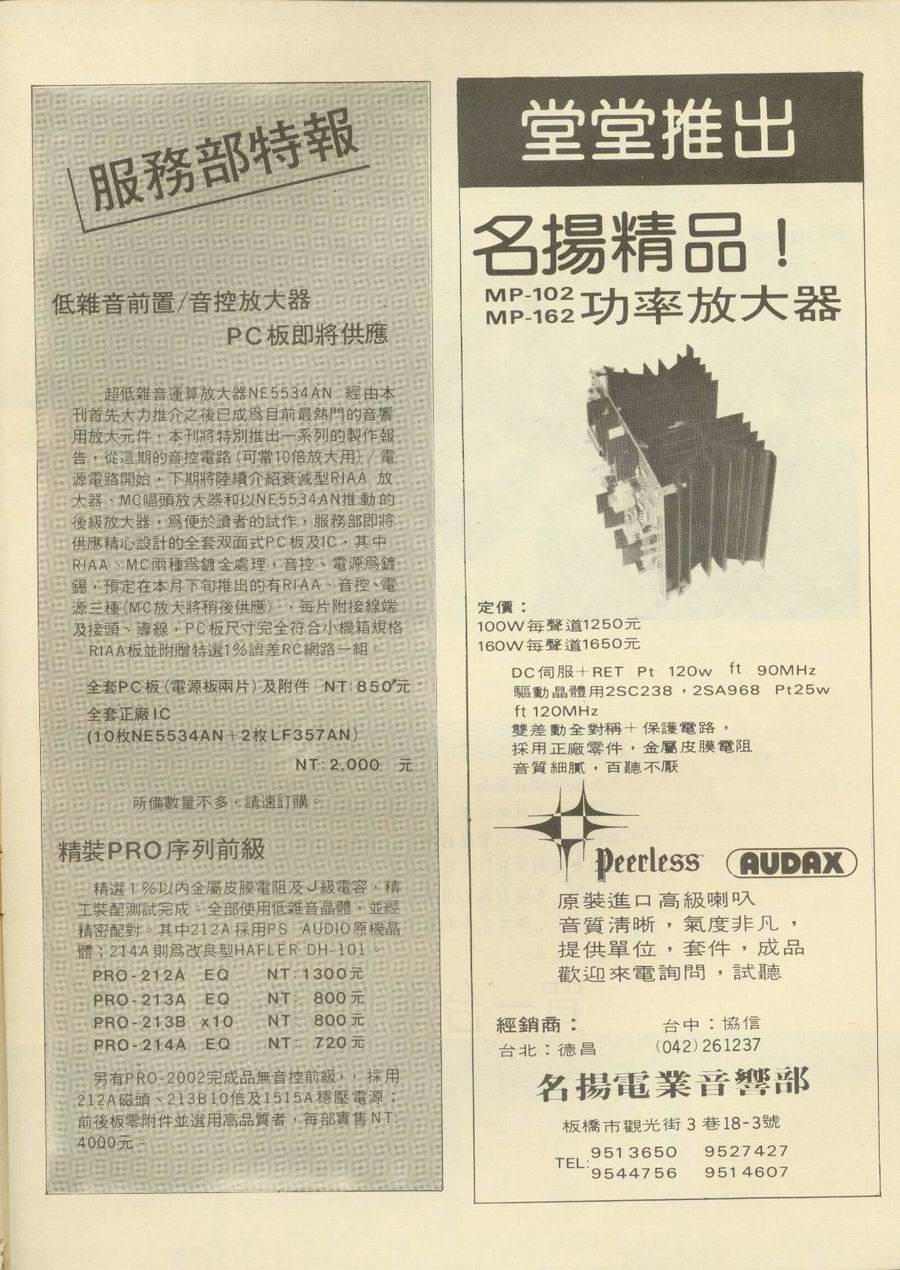 服務部特報
低雜音前置/音控放大器
PC板即將供應
超低雜音運算放大器NE5534AN 經由本
刊首先大力推介之後已成爲目前最熱門的音響
用放大元件，本刊將特別推出一系列的製作報
告，從這期的音控電路(可當10倍放大用)／電
源電路開始，下期將陸續介紹衰減型RIAA 放
大器、MC唱頭放大器和以NE5534AN推動的
後級放大器，爲便於讀者的試作，服務部即將
供應精心設計的全套双面式PC板及IC，其中
RIAA、MC兩種爲鍍金處理，音控、電源爲鍍
錫，預定在本月下旬推出的有RIAA、音控、電
源三種(MC放大將稍後供應)，每片附接線端
及接頭、導線，PC板尺寸完全符合小機箱規格
。RIAA板並附贈特選1%誤差RC網路一組。
全套PC板(電源板兩片)及附件 NT:850元
全套正廠IC
(10枚NE5534AN＋2枚LF357AN)
NT:2,000 元
所備數量不多，請速訂購。
精裝PRO序列前級
精選1%以內金屬皮膜電阻及J級電容，精
工裝配測試完成。全部使用低雜音晶體，並經
精密配對。其中212A採用PS AUDIO原機晶
體；214A則爲改良型HAFLER DH-101。
PRO-212A EQ NT:1300元
PRO-213A EQ NT: 800元
PRO-213B x10 NT: 800元
PRO-214A EQ NT: 720元
另有PRO-2002完成品無音控前級，，採用
212A磁頭、213B10倍及1515A穩壓電源；
前後板零附件並選用高品質者，每部實售NT:
4000元。
堂堂推出
名揚精品！
MP-102
MP-162 功率放大器
定價：
100W每聲道1250元
160W每聲道1650元
DC伺服＋RET Pt 120w ft 90MHz
驅動晶體用2SC238，2SA968 Pt25w
ft 120MHz
雙差動全對稱＋保護電路，
採用正廠零件，金屬皮膜電阻
音質細膩，百聽不厭
Peerless AUDAX
原裝進口高級喇叭
音質清晰，氣度非凡，
提供單位，套件，成品
歡迎來電詢問，試聽
經銷商： 台中：協信
台北：德昌 (042)261237
名揚電業音響部
板橋市觀光街3巷18-3號
TEL: 9513650 9527427
9544756 9514607